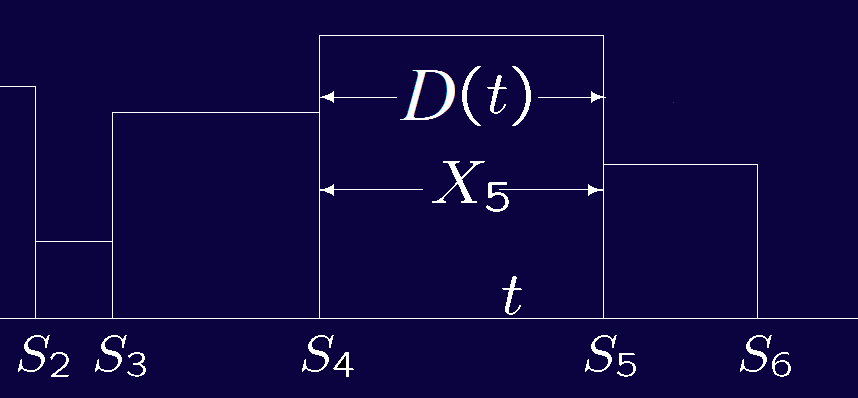 D(t)
X₅
t
S₂ S₃ S₄ S₅ S₆